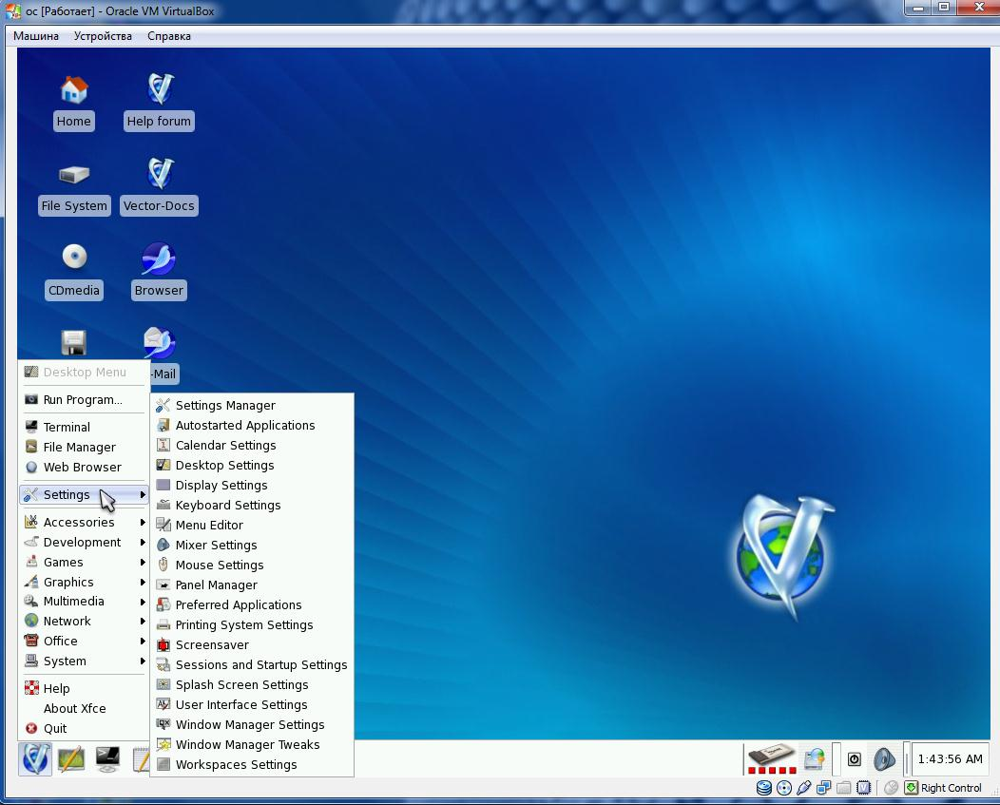 ос [Работает] - Oracle VM VirtualBox
Машина Устройства Справка
Home
Help forum
File System
Vector-Docs
CDmedia
Browser
-Mail
Desktop Menu
Run Program...
Terminal
File Manager
Web Browser
Settings
Accessories
Development
Games
Graphics
Multimedia
Network
Office
System
Help
About Xfce
Quit
Settings Manager
Autostarted Applications
Calendar Settings
Desktop Settings
Display Settings
Keyboard Settings
Menu Editor
Mixer Settings
Mouse Settings
Panel Manager
Preferred Applications
Printing System Settings
Screensaver
Sessions and Startup Settings
Splash Screen Settings
User Interface Settings
Window Manager Settings
Window Manager Tweaks
Workspaces Settings
1:43:56 AM
Right Control